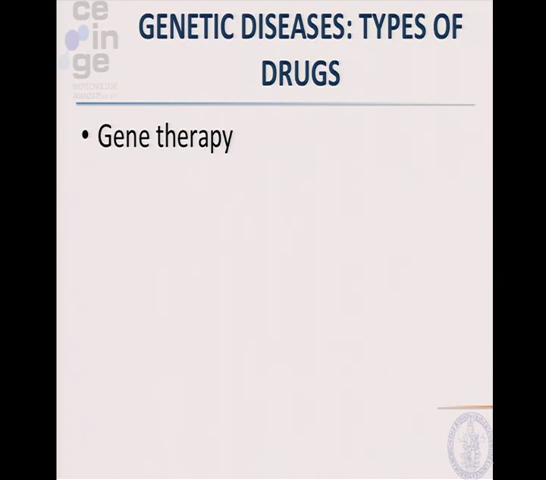 ce
in
ge
GENETIC DISEASES: TYPES OF
DRUGS
• Gene therapy